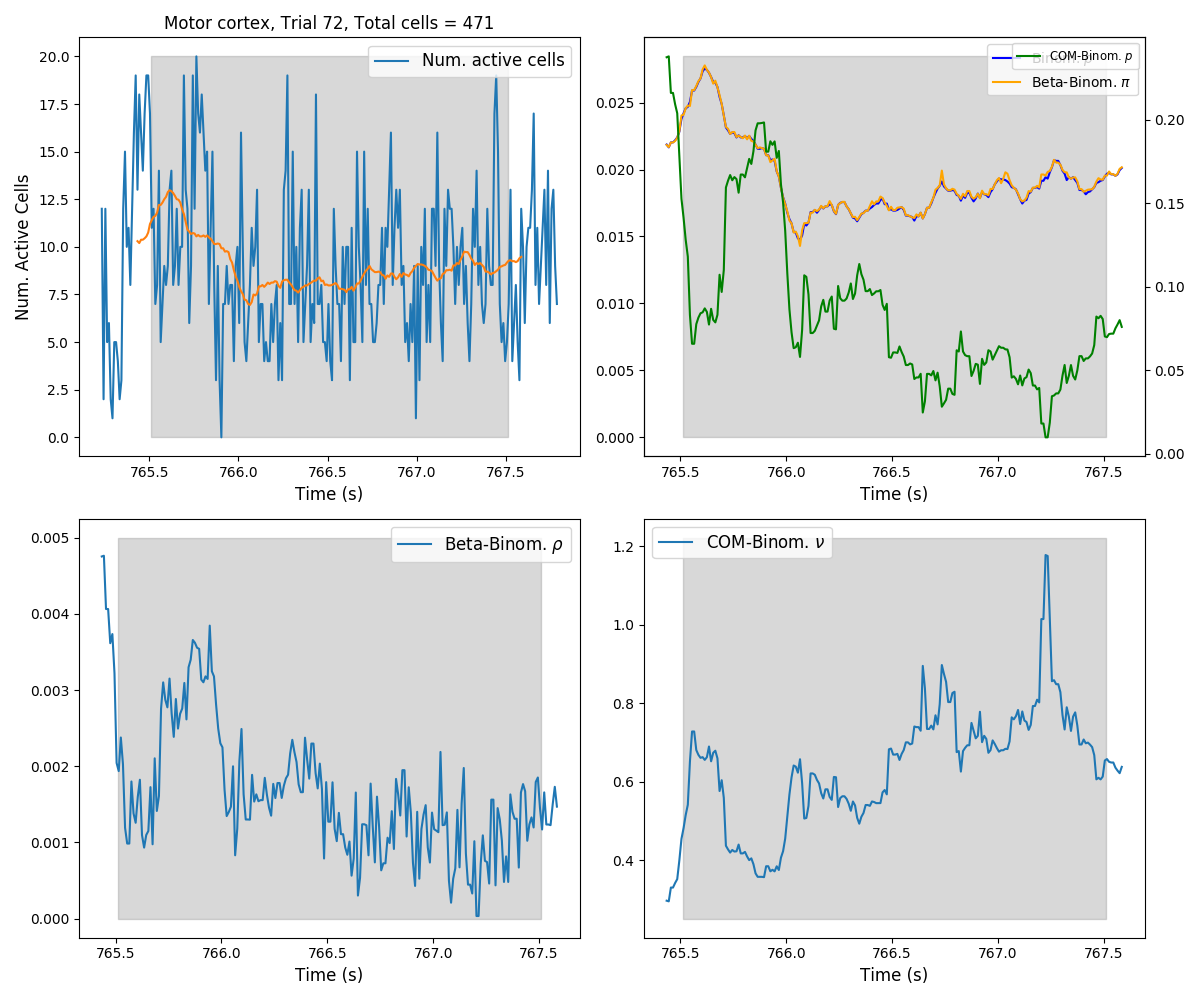 Motor cortex, Trial 72, Total cells = 471
Num. active cells
Num. Active Cells
20.0
17.5
15.0
12.5
10.0
7.5
5.0
2.5
0.0
765.5 766.0 766.5 767.0 767.5
Time (s)
COM-Binom. p
Beta-Binom. π
0.025
0.020
0.015
0.010
0.005
0.000
0.20
0.15
0.10
0.05
0.00
765.5 766.0 766.5 767.0 767.5
Time (s)
Beta-Binom. ρ
0.005
0.004
0.003
0.002
0.001
0.000
765.5 766.0 766.5 767.0 767.5
Time (s)
COM-Binom. ν
1.2
1.0
0.8
0.6
0.4
765.5 766.0 766.5 767.0 767.5
Time (s)